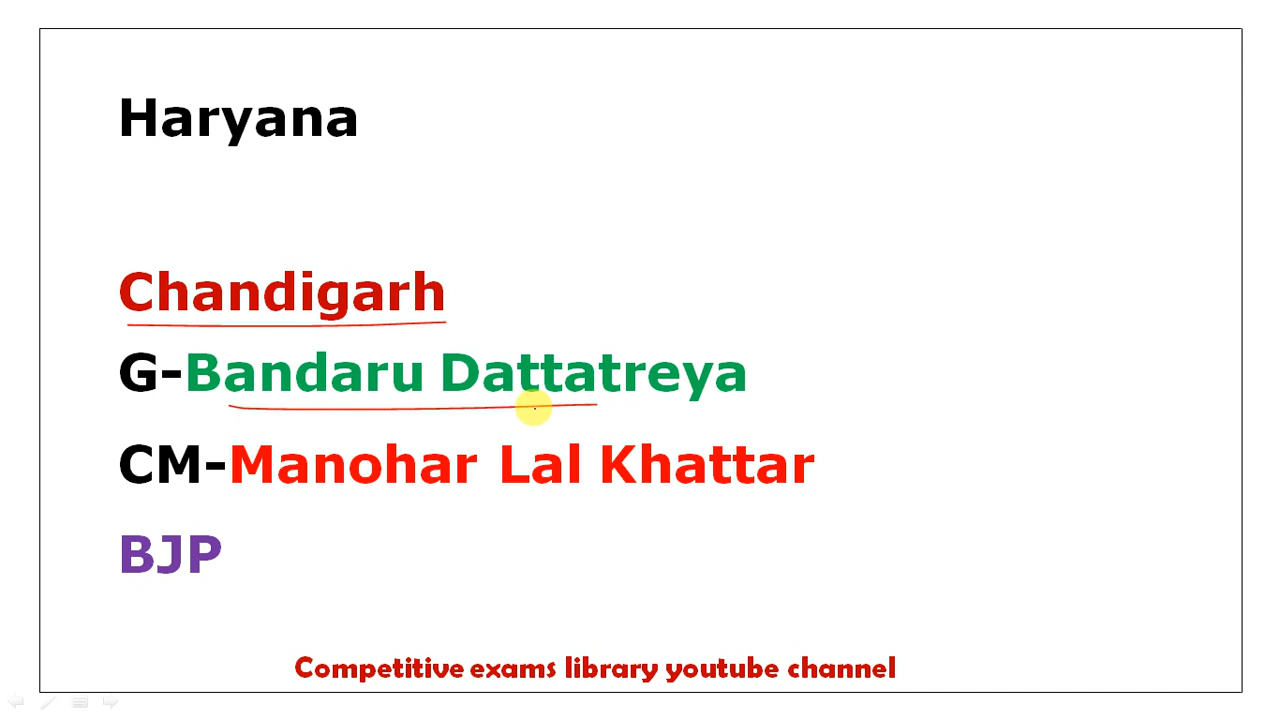 Haryana
Chandigarh
G-Bandaru Dattatreya
CM-Manohar Lal Khattar
BJP
Competitive exams library youtube channel